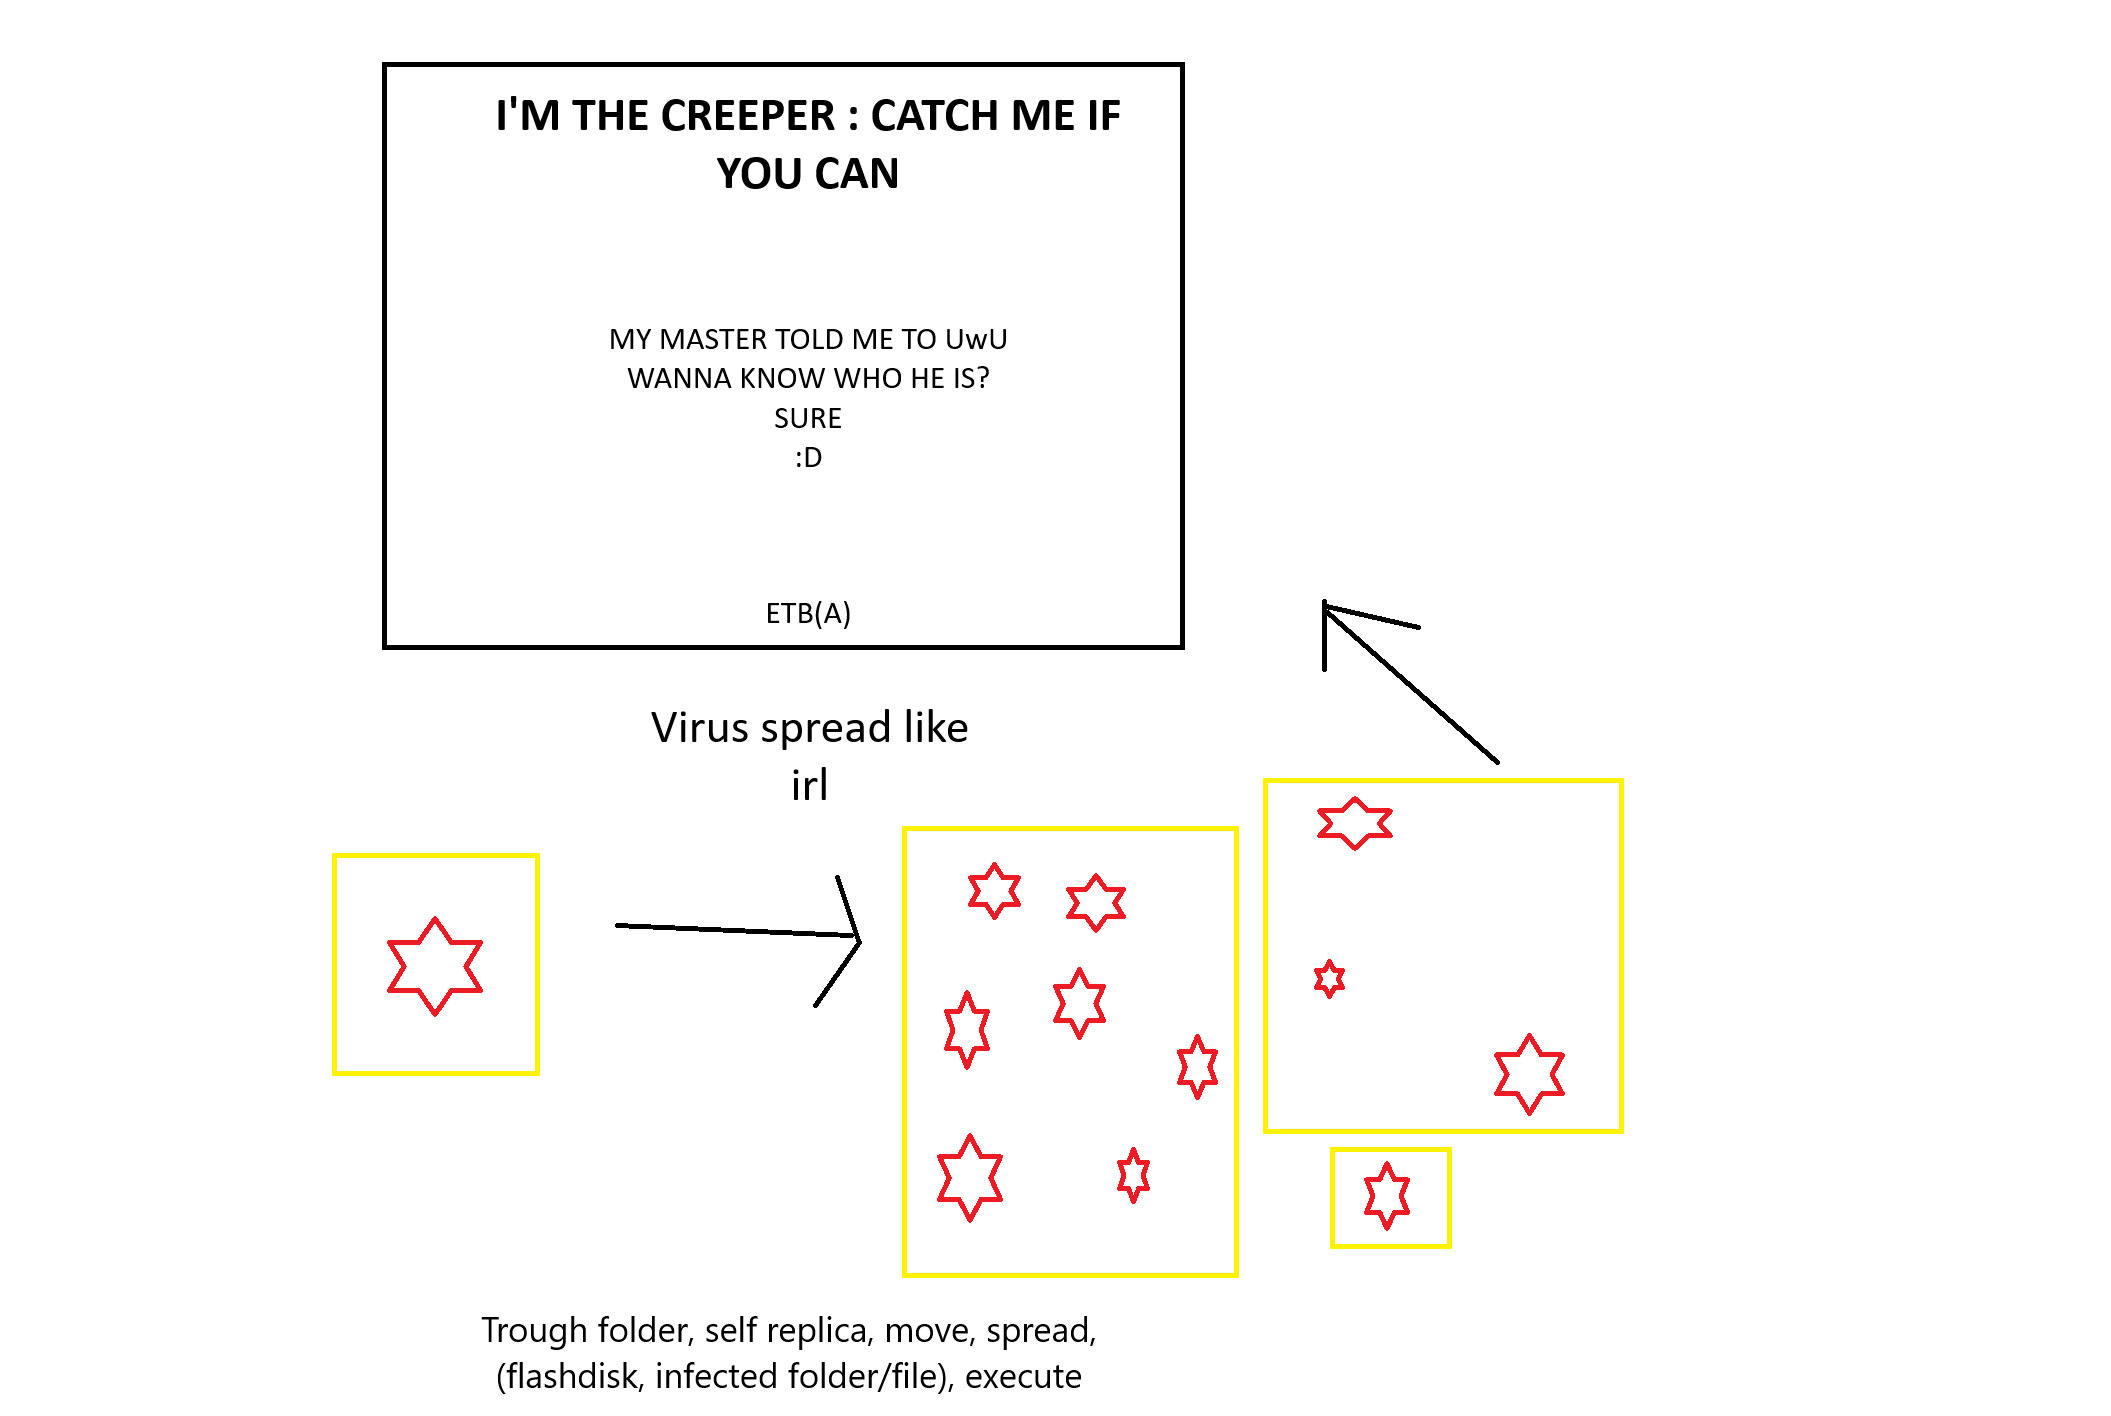 I'M THE CREEPER : CATCH ME IF
YOU CAN
MY MASTER TOLD ME TO UwU
WANNA KNOW WHO HE IS?
SURE
:D
ETB(A)
Virus spread like
irl
Trough folder, self replica, move, spread,
(flashdisk, infected folder/file), execute